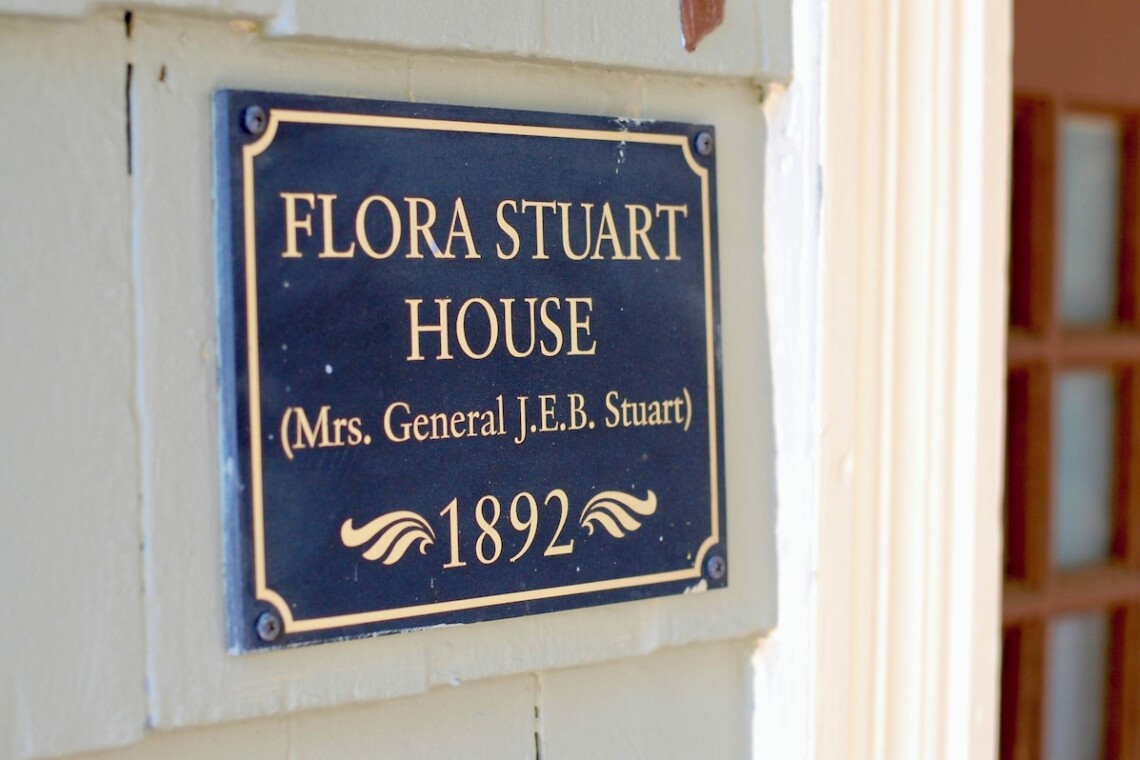 FLORA STUART
HOUSE
(Mrs. General J.E.B. Stuart)
1892